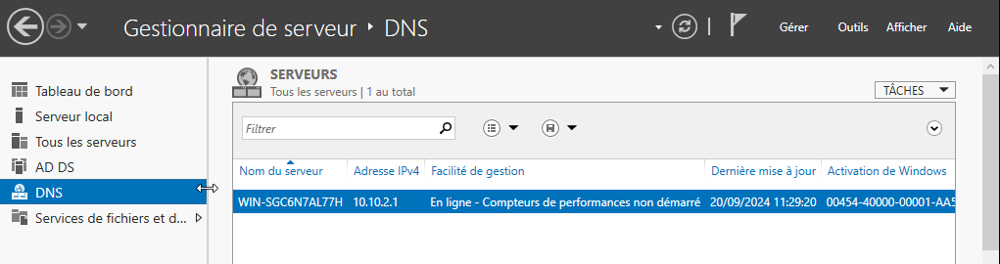 Gestionnaire de serveur ‣ DNS
Gérer Outils Afficher Aide
Tableau de bord
Serveur local
Tous les serveurs
AD DS
DNS
Services de fichiers et d...
SERVEURS
Tous les serveurs | 1 au total
TÂCHES
Filtrer
Nom du serveur Adresse IPv4 Facilité de gestion Dernière mise à jour Activation de Windows
WIN-SGC6N7AL77H 10.10.2.1 En ligne - Compteurs de performances non démarré 20/09/2024 11:29:20 00454-40000-00001-AA5